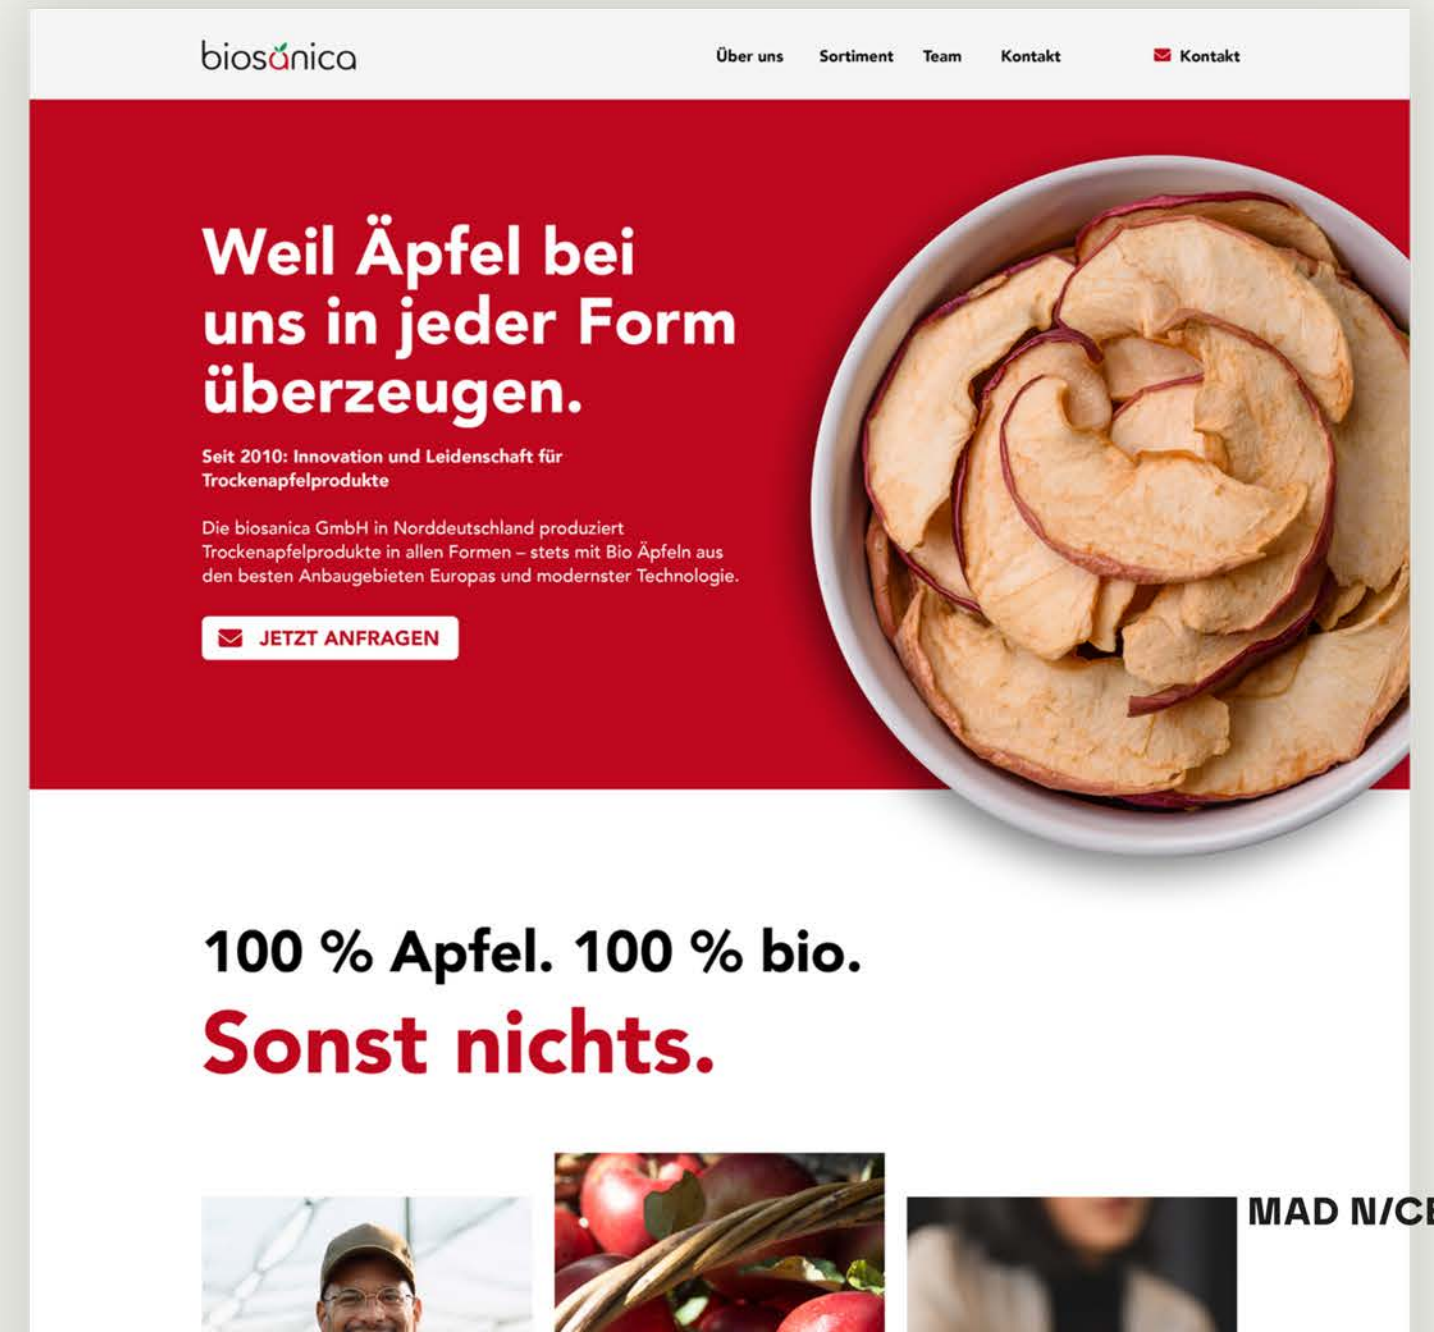 biosanica
Über uns Sortiment Team Kontakt Kontakt
Weil Äpfel bei
uns in jeder Form
überzeugen.
Seit 2010: Innovation und Leidenschaft für
Trockenapfelprodukte
Die biosanica GmbH in Norddeutschland produziert
Trockenapfelprodukte in allen Formen – stets mit Bio Äpfeln aus
den besten Anbaugebieten Europas und modernster Technologie.
JETZT ANFRAGEN
100 % Apfel. 100 % bio.
Sonst nichts.
MAD N/CE